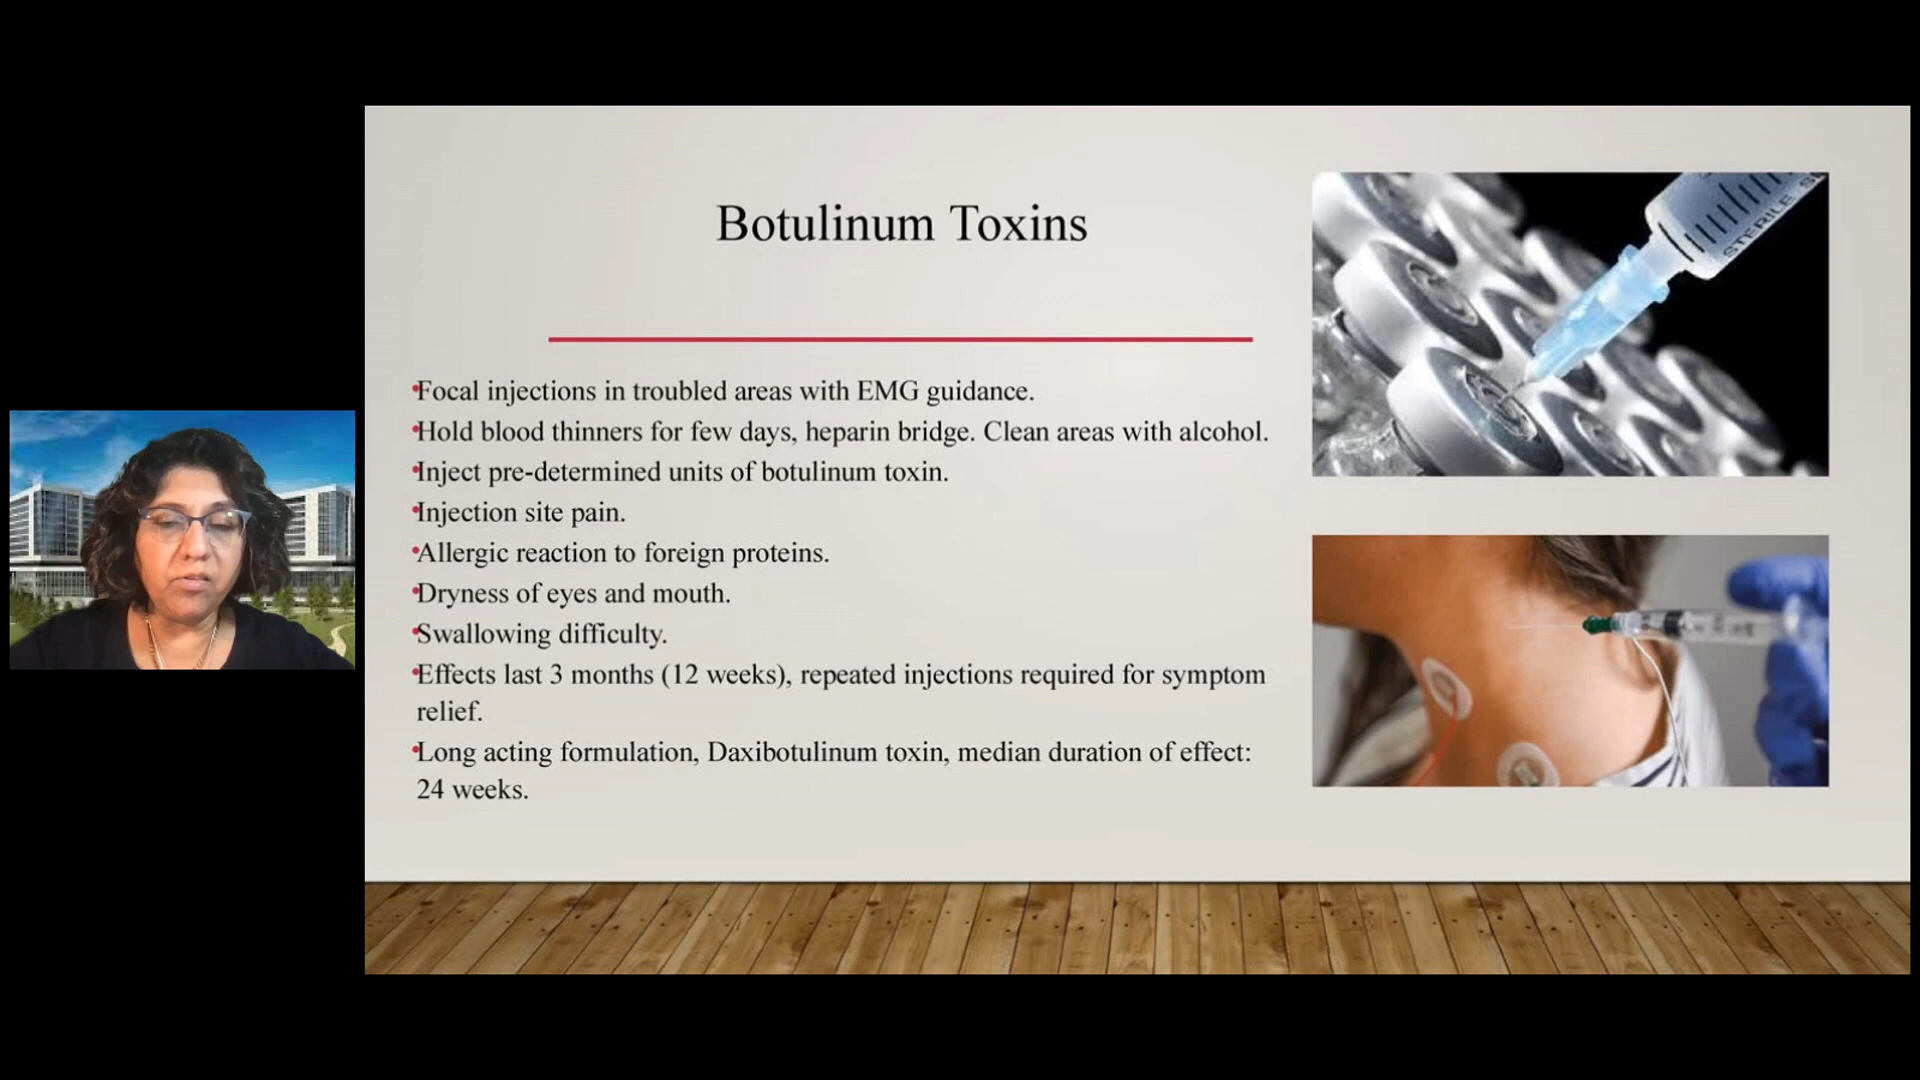 Botulinum Toxins
•Focal injections in troubled areas with EMG guidance.
•Hold blood thinners for few days, heparin bridge. Clean areas with alcohol.
•Inject pre-determined units of botulinum toxin.
•Injection site pain.
•Allergic reaction to foreign proteins.
•Dryness of eyes and mouth.
•Swallowing difficulty.
•Effects last 3 months (12 weeks), repeated injections required for symptom
relief.
•Long acting formulation, Daxibotulinum toxin, median duration of effect:
24 weeks.
STERILE